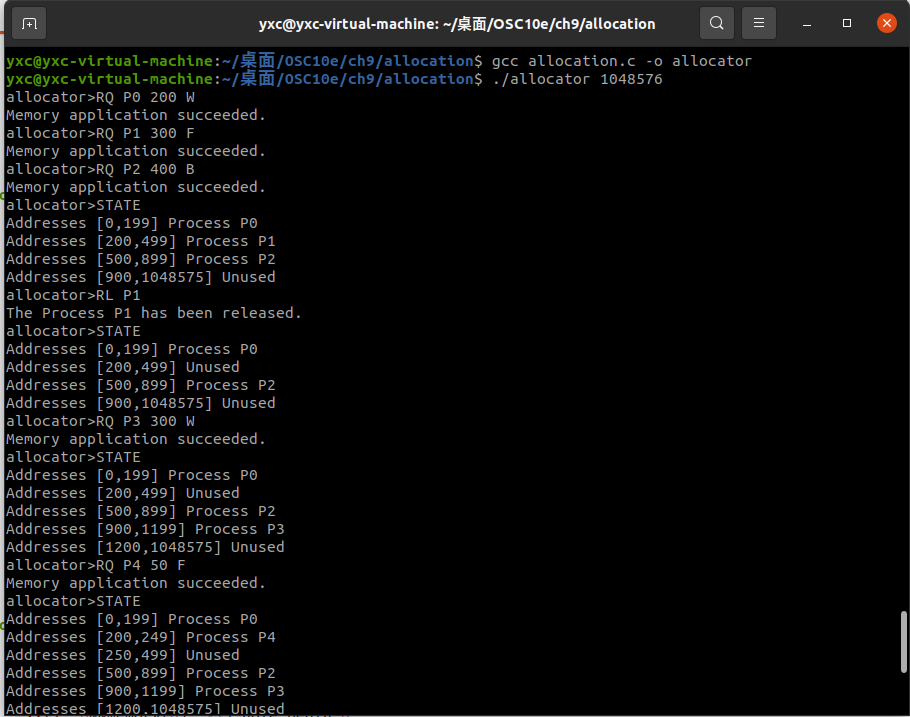 yxc@yxc-virtual-machine: ~/桌面/OSC10e/ch9/allocation
yxc@yxc-virtual-machine:~/桌面/OSC10e/ch9/allocation$ gcc allocation.c -o allocator
yxc@yxc-virtual-machine:~/桌面/OSC10e/ch9/allocation$ ./allocator 1048576
allocator>RQ P0 200 W
Memory application succeeded.
allocator>RQ P1 300 F
Memory application succeeded.
allocator>RQ P2 400 B
Memory application succeeded.
allocator>STATE
Addresses [0,199] Process P0
Addresses [200,499] Process P1
Addresses [500,899] Process P2
Addresses [900,1048575] Unused
allocator>RL P1
The Process P1 has been released.
allocator>STATE
Addresses [0,199] Process P0
Addresses [200,499] Unused
Addresses [500,899] Process P2
Addresses [900,1048575] Unused
allocator>RQ P3 300 W
Memory application succeeded.
allocator>STATE
Addresses [0,199] Process P0
Addresses [200,499] Unused
Addresses [500,899] Process P2
Addresses [900,1199] Process P3
Addresses [1200,1048575] Unused
allocator>RQ P4 50 F
Memory application succeeded.
allocator>STATE
Addresses [0,199] Process P0
Addresses [200,249] Process P4
Addresses [250,499] Unused
Addresses [500,899] Process P2
Addresses [900,1199] Process P3
Addresses [1200,1048575] Unused